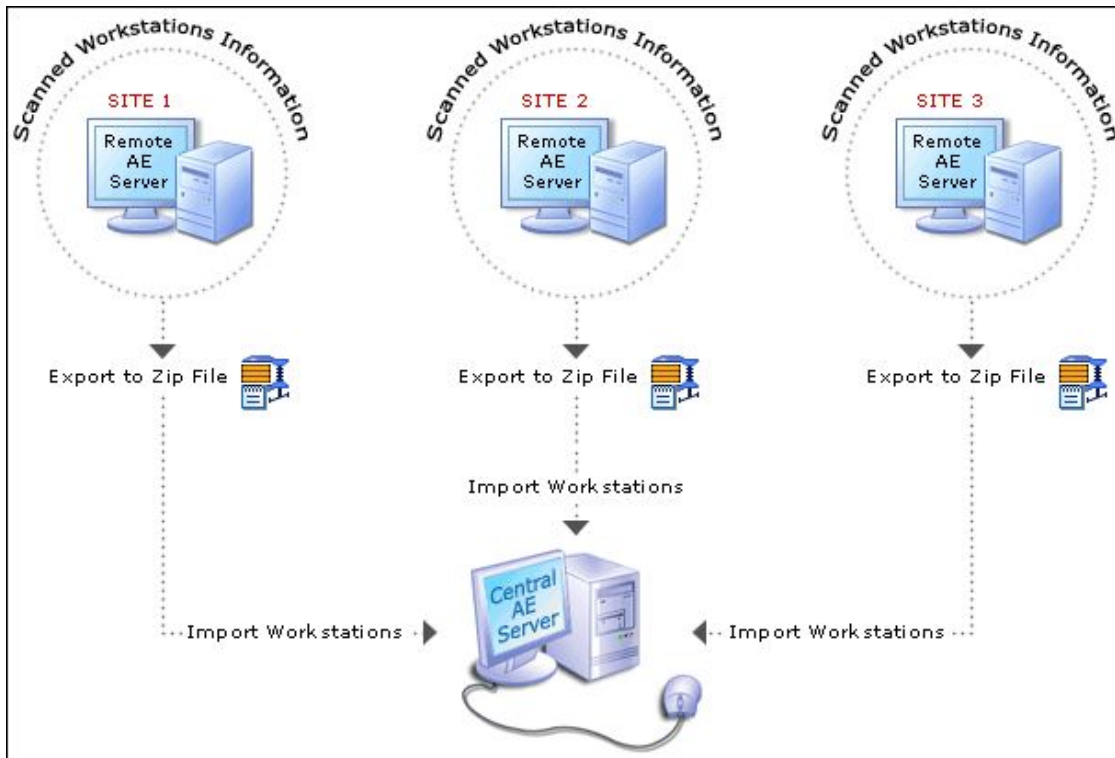 Scanned Workstations Information
SITE 1
Remote
AE
Server
Export to Zip File
Scanned Workstations Information
SITE 2
Remote
AE
Server
Export to Zip File
Scanned Workstations Information
SITE 3
Remote
AE
Server
Export to Zip File
Import Workstations
Import Workstations
Central
AE
Server
Import Workstations